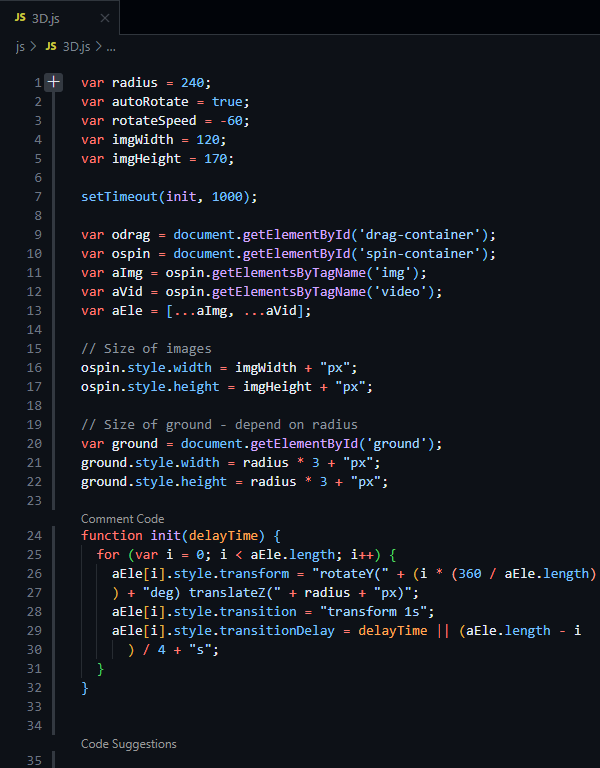 JS 3D.js ×
js > JS 3D.js > ...
1 + var radius = 240;
2 var autoRotate = true;
3 var rotateSpeed = -60;
4 var imgWidth = 120;
5 var imgHeight = 170;
6
7 setTimeout(init, 1000);
8
9 var odrag = document.getElementById('drag-container');
10 var ospin = document.getElementById('spin-container');
11 var aImg = ospin.getElementsByTagName('img');
12 var aVid = ospin.getElementsByTagName('video');
13 var aEle = [...aImg, ...aVid];
14
15 // Size of images
16 ospin.style.width = imgWidth + "px";
17 ospin.style.height = imgHeight + "px";
18
19 // Size of ground - depend on radius
20 var ground = document.getElementById('ground');
21 ground.style.width = radius * 3 + "px";
22 ground.style.height = radius * 3 + "px";
23
Comment Code
24 function init(delayTime) {
25 for (var i = 0; i < aEle.length; i++) {
26 aEle[i].style.transform = "rotateY(" + (i * (360 / aEle.length)
27 ) + "deg) translateZ(" + radius + "px)";
28 aEle[i].style.transition = "transform 1s";
29 aEle[i].style.transitionDelay = delayTime || (aEle.length - i
30 ) / 4 + "s";
31 }
32 }
33
34
Code Suggestions
35